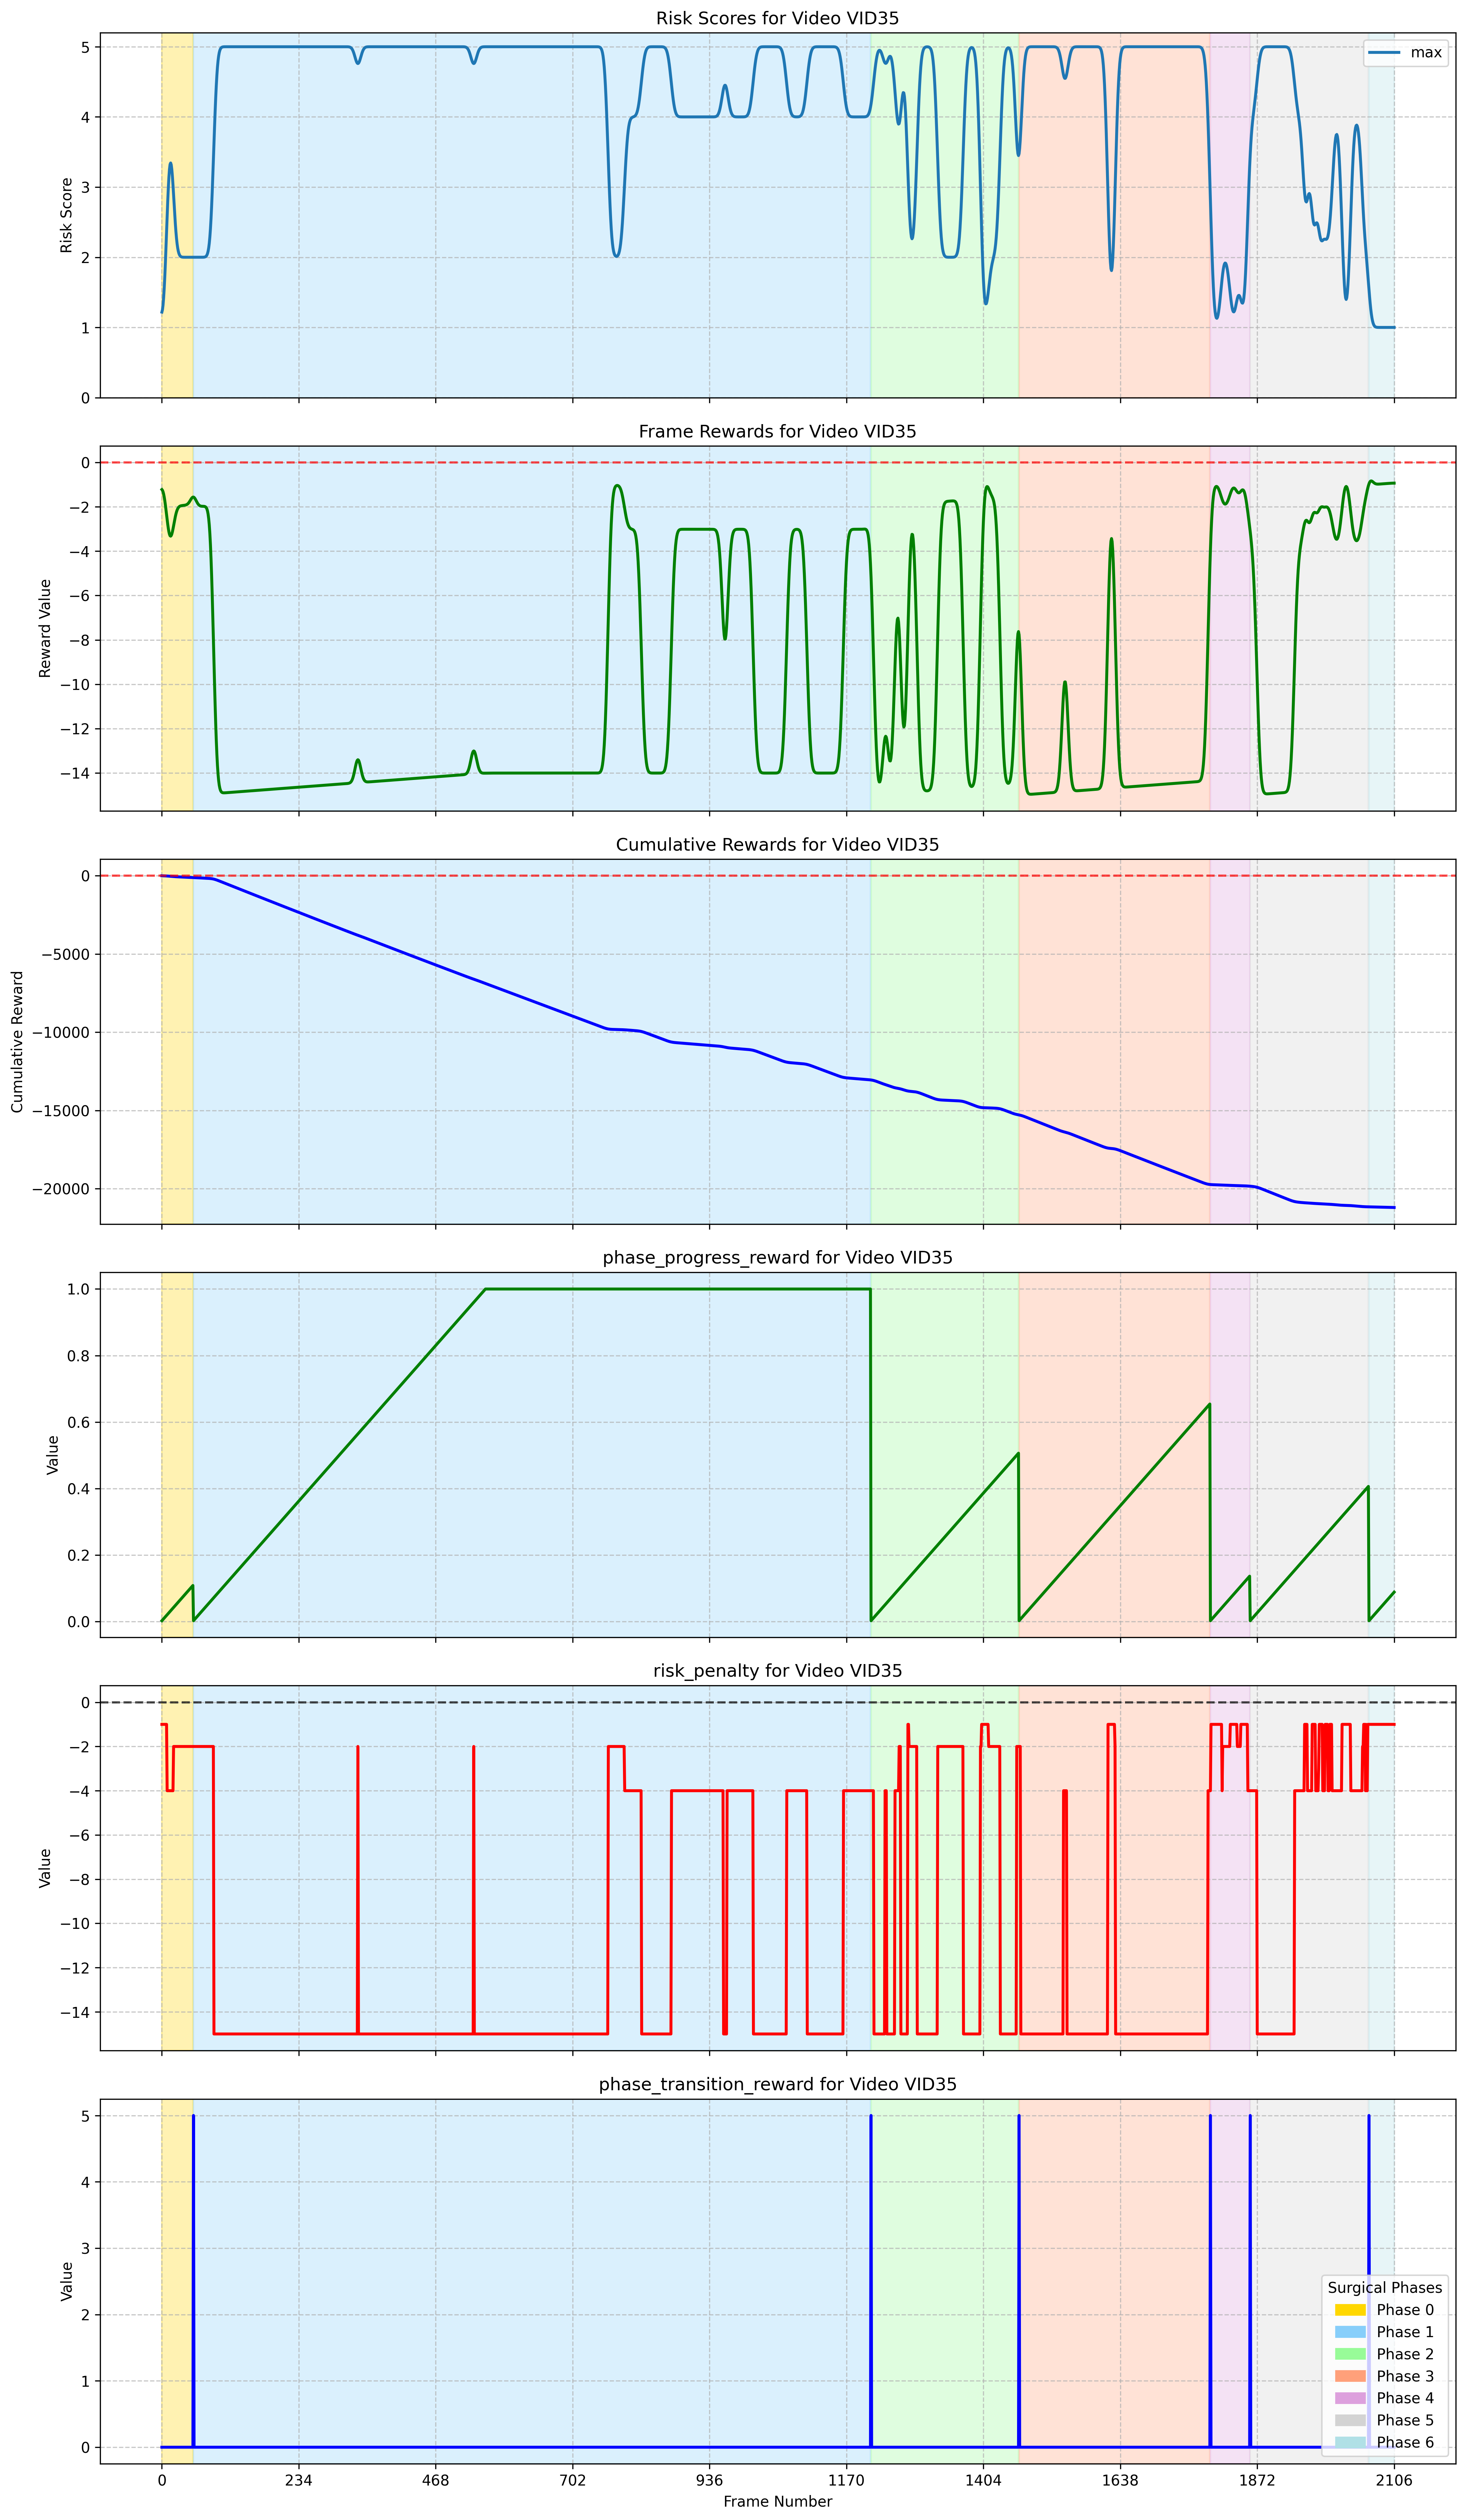 Risk Scores for Video VID35
5
4
3
2
1
0
Risk Score
max
Frame Rewards for Video VID35
0
−2
−4
−6
−8
−10
−12
−14
Reward Value
Cumulative Rewards for Video VID35
0
−5000
−10000
−15000
−20000
Cumulative Reward
phase_progress_reward for Video VID35
1.0
0.8
0.6
0.4
0.2
0.0
Value
risk_penalty for Video VID35
0
−2
−4
−6
−8
−10
−12
−14
Value
phase_transition_reward for Video VID35
5
4
3
2
1
0
Value
Surgical Phases
Phase 0
Phase 1
Phase 2
Phase 3
Phase 4
Phase 5
Phase 6
0 234 468 702 936 1170 1404 1638 1872 2106
Frame Number